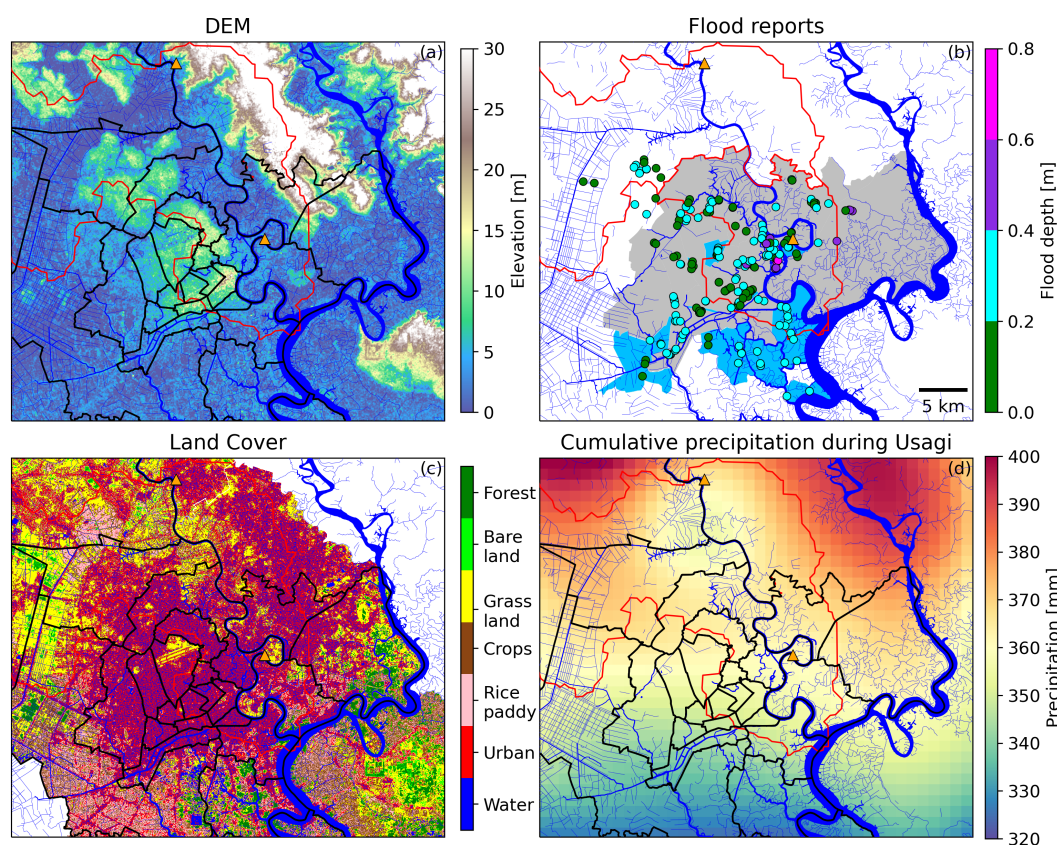 DEM
(a)
30
25
20
15
10
5
0
Elevation [m]
Flood reports
(b)
5 km
0.8
0.6
0.4
0.2
0.0
Flood depth [m]
Land Cover
(c)
Forest
Bare
land
Grass
land
Crops
Rice
paddy
Urban
Water
Cumulative precipitation during Usagi
(d)
400
390
380
370
360
350
340
330
320
Precipitation [mm]